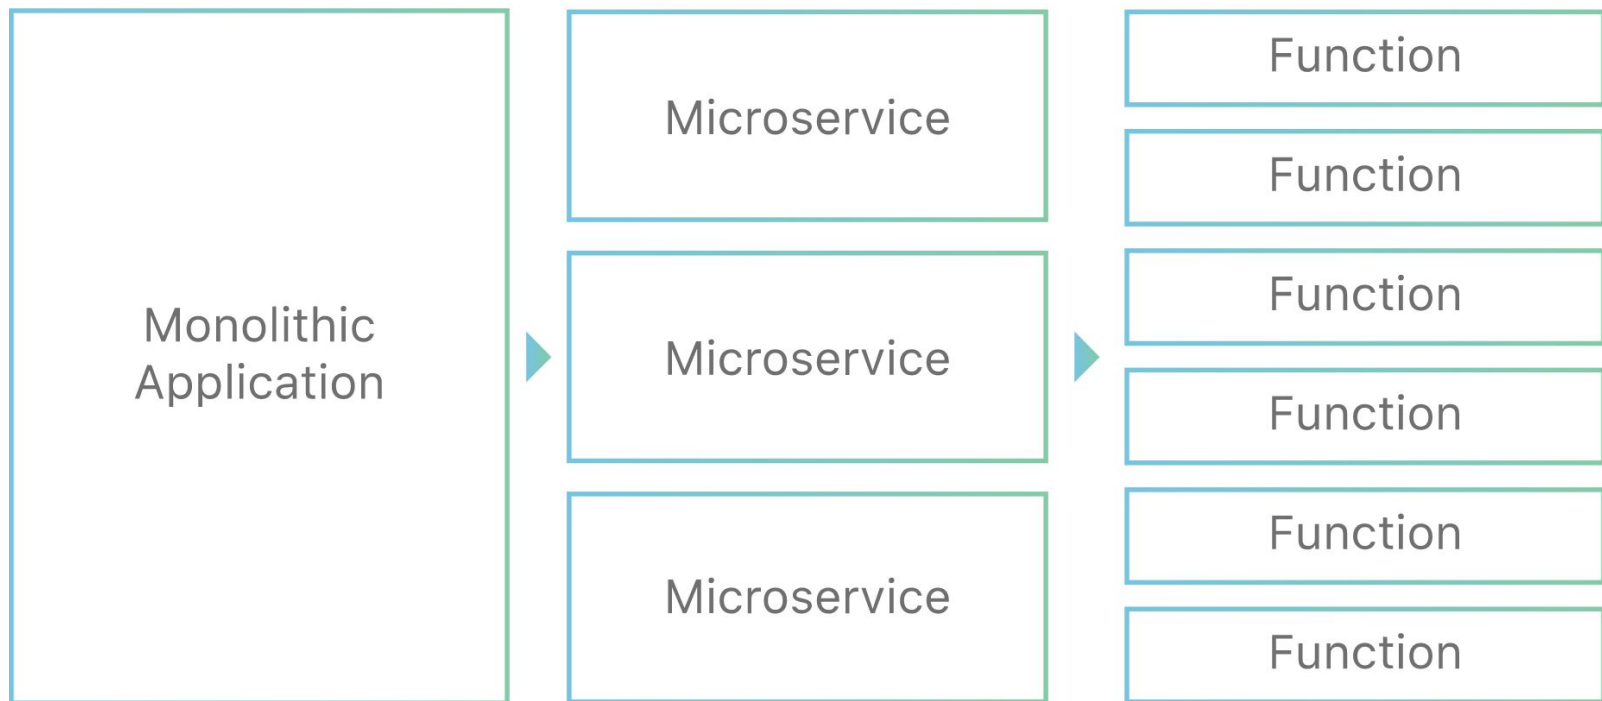 Monolithic
Application
Microservice
Microservice
Microservice
Function
Function
Function
Function
Function
Function